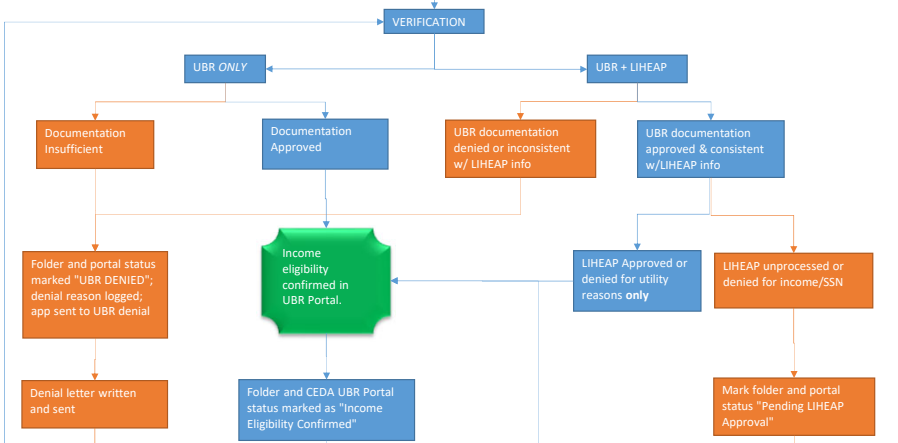 VERIFICATION
UBR ONLY
UBR + LIHEAP
Documentation
Insufficient
Documentation
Approved
UBR documentation
denied or inconsistent
w/ LIHEAP info
UBR documentation
approved & consistent
w/LIHEAP info
Folder and portal status
marked "UBR DENIED";
denial reason logged;
app sent to UBR denial
Income
eligibility
confirmed in
UBR Portal.
LIHEAP Approved or
denied for utility
reasons only
LIHEAP unprocessed or
denied for income/SSN
Denial letter written
and sent
Folder and CEDA UBR Portal
status marked as "Income
Eligibility Confirmed"
Mark folder and portal
status "Pending LIHEAP
Approval"